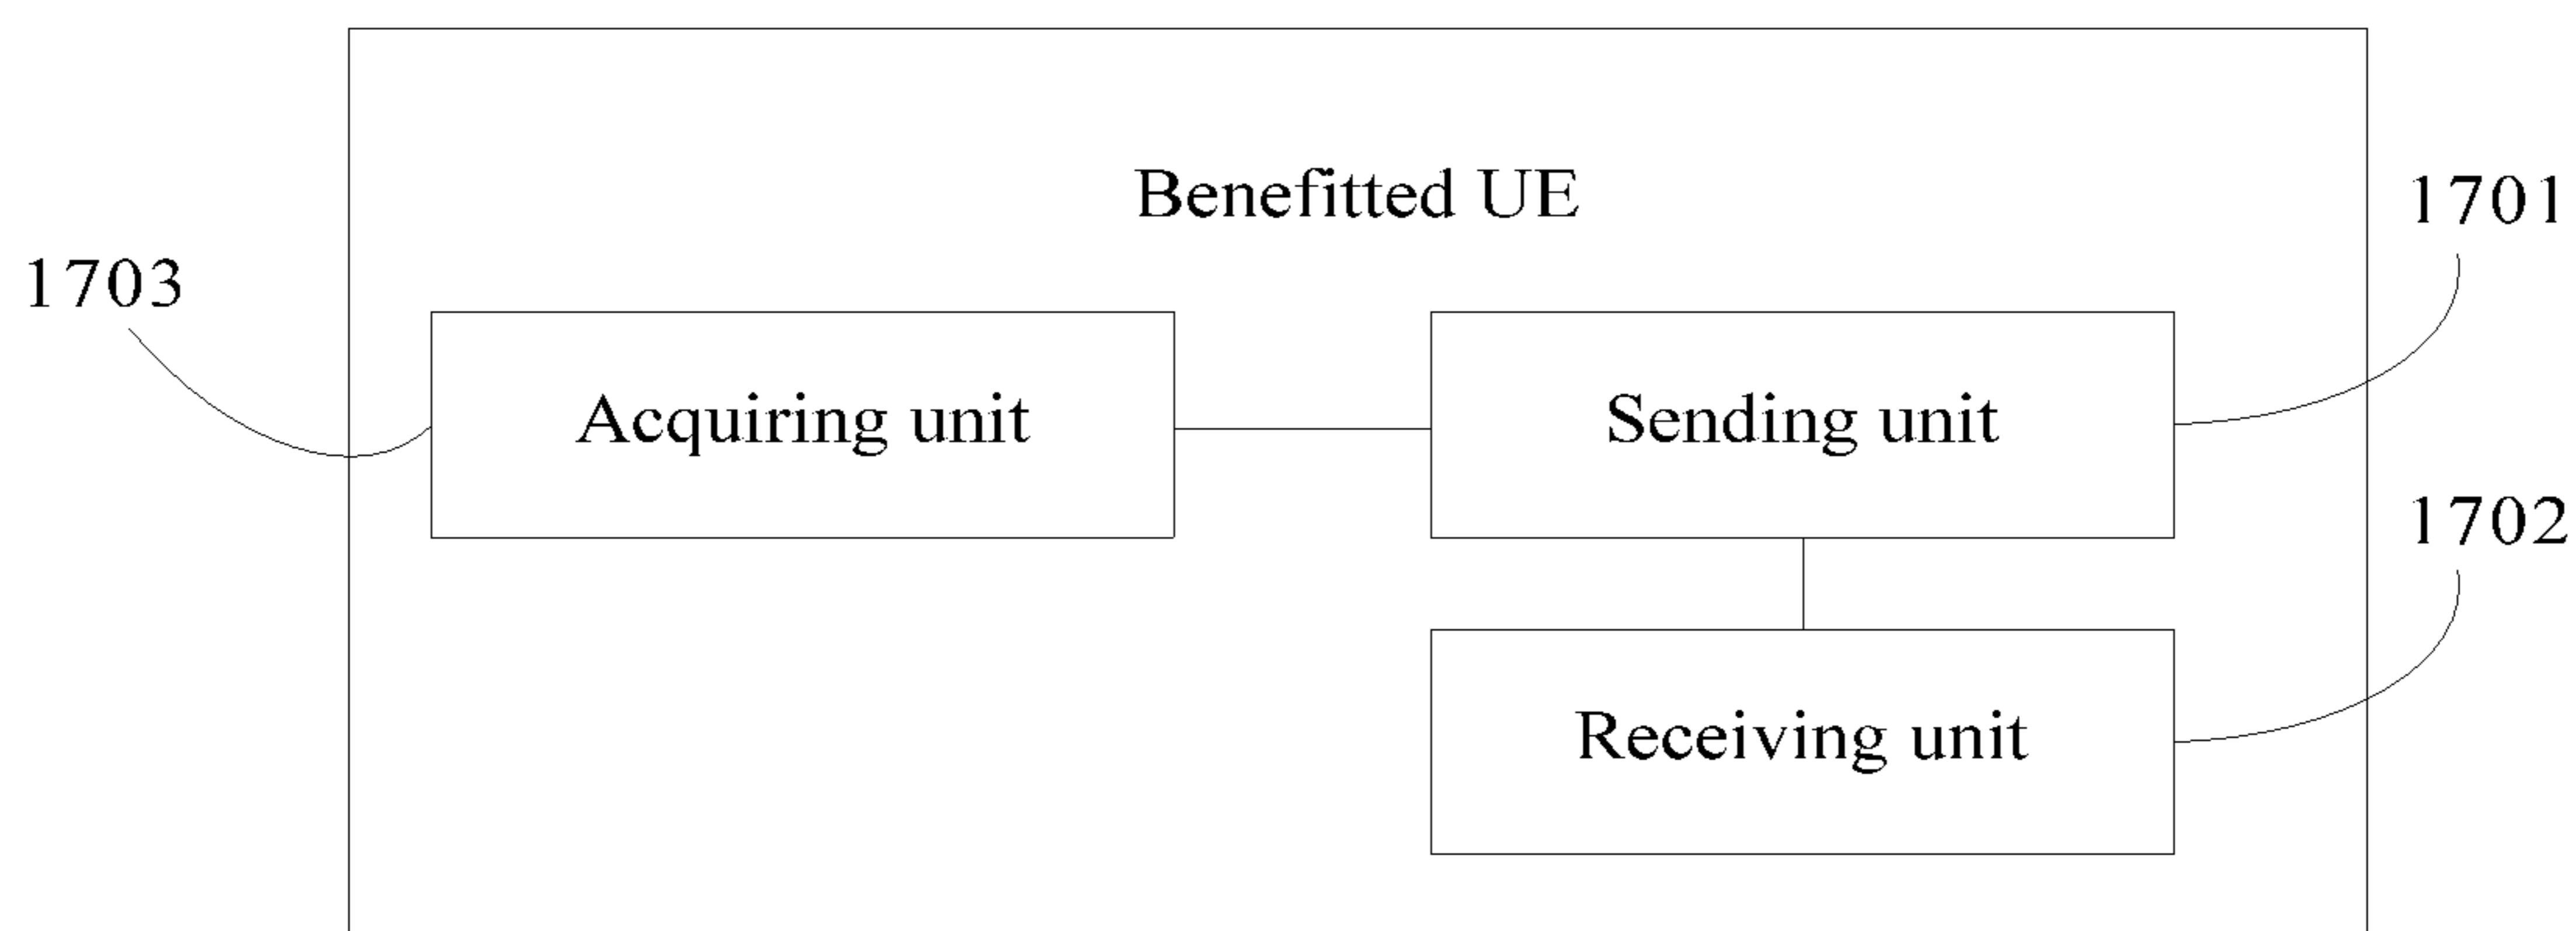 Benefitted UE
1701
1703
Acquiring unit
Sending unit
1702
Receiving unit